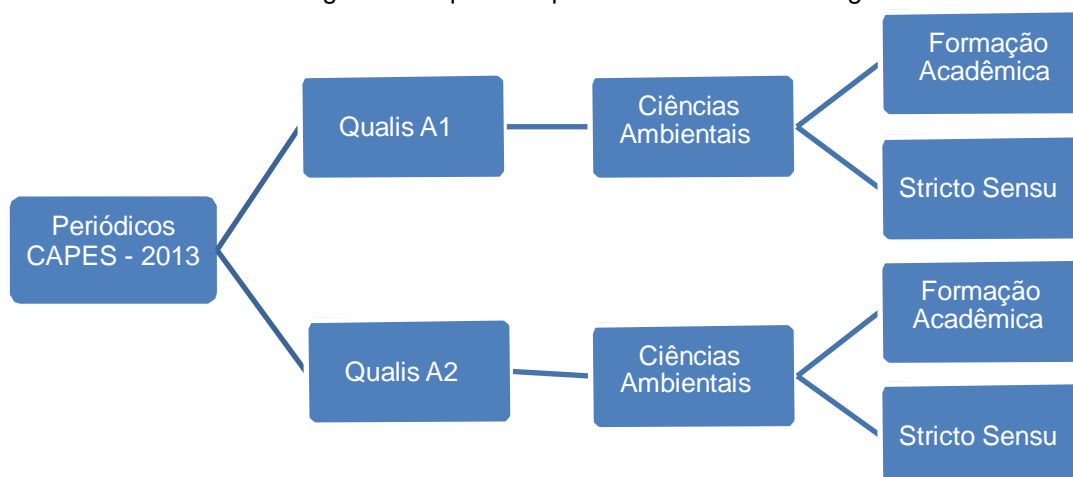 Formação
Acadêmica
Qualis A1
Ciências
Ambientais
Stricto Sensu
Periódicos
CAPES - 2013
Formação
Acadêmica
Qualis A2
Ciências
Ambientais
Stricto Sensu